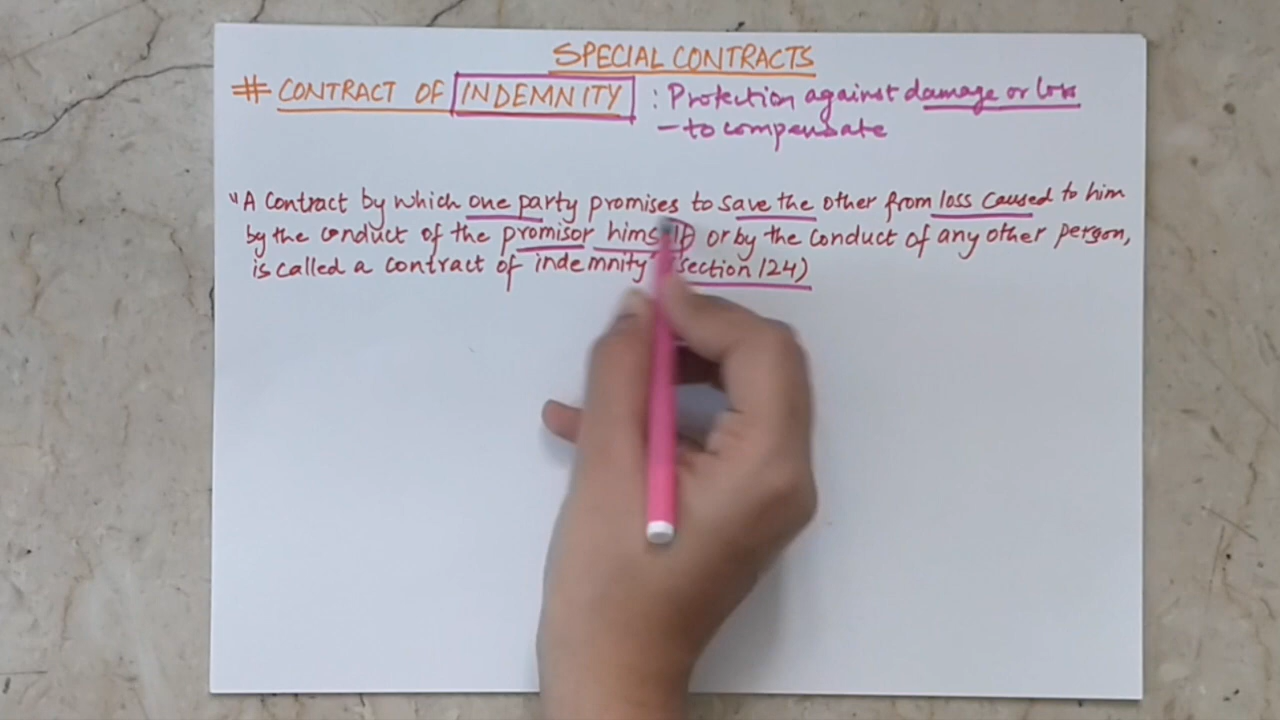 SPECIAL CONTRACTS
# CONTRACT OF INDEMNITY : Protection against damage or loss
- to compensate
"A Contract by which one party promises to save the other from loss caused to him
by the conduct of the promisor himself or by the conduct of any other person,
is called a contract of indemnity (section 124)